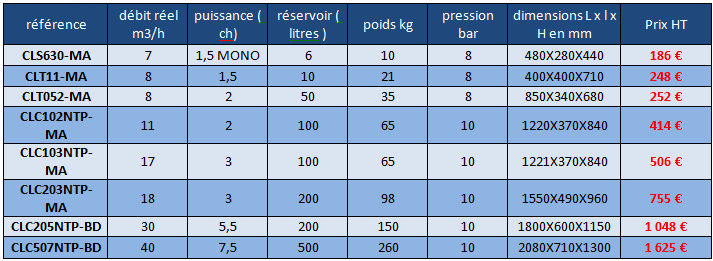 référence débit réel m3/h puissance ( ch) réservoir ( litres ) poids kg pression bar dimensions L x l x H en mm Prix HT
CLS630-MA 7 1,5 MONO 6 10 8 480X280X440 186 €
CLT11-MA 8 1,5 10 21 8 400X400X710 248 €
CLT052-MA 8 2 50 35 8 850X340X680 252 €
CLC102NTP-MA 11 2 100 65 10 1220X370X840 414 €
CLC103NTP-MA 17 3 100 65 10 1221X370X840 506 €
CLC203NTP-MA 18 3 200 98 10 1550X490X960 755 €
CLC205NTP-BD 30 5,5 200 150 10 1800X600X1150 1 048 €
CLC507NTP-BD 40 7,5 500 260 10 2080X710X1300 1 625 €